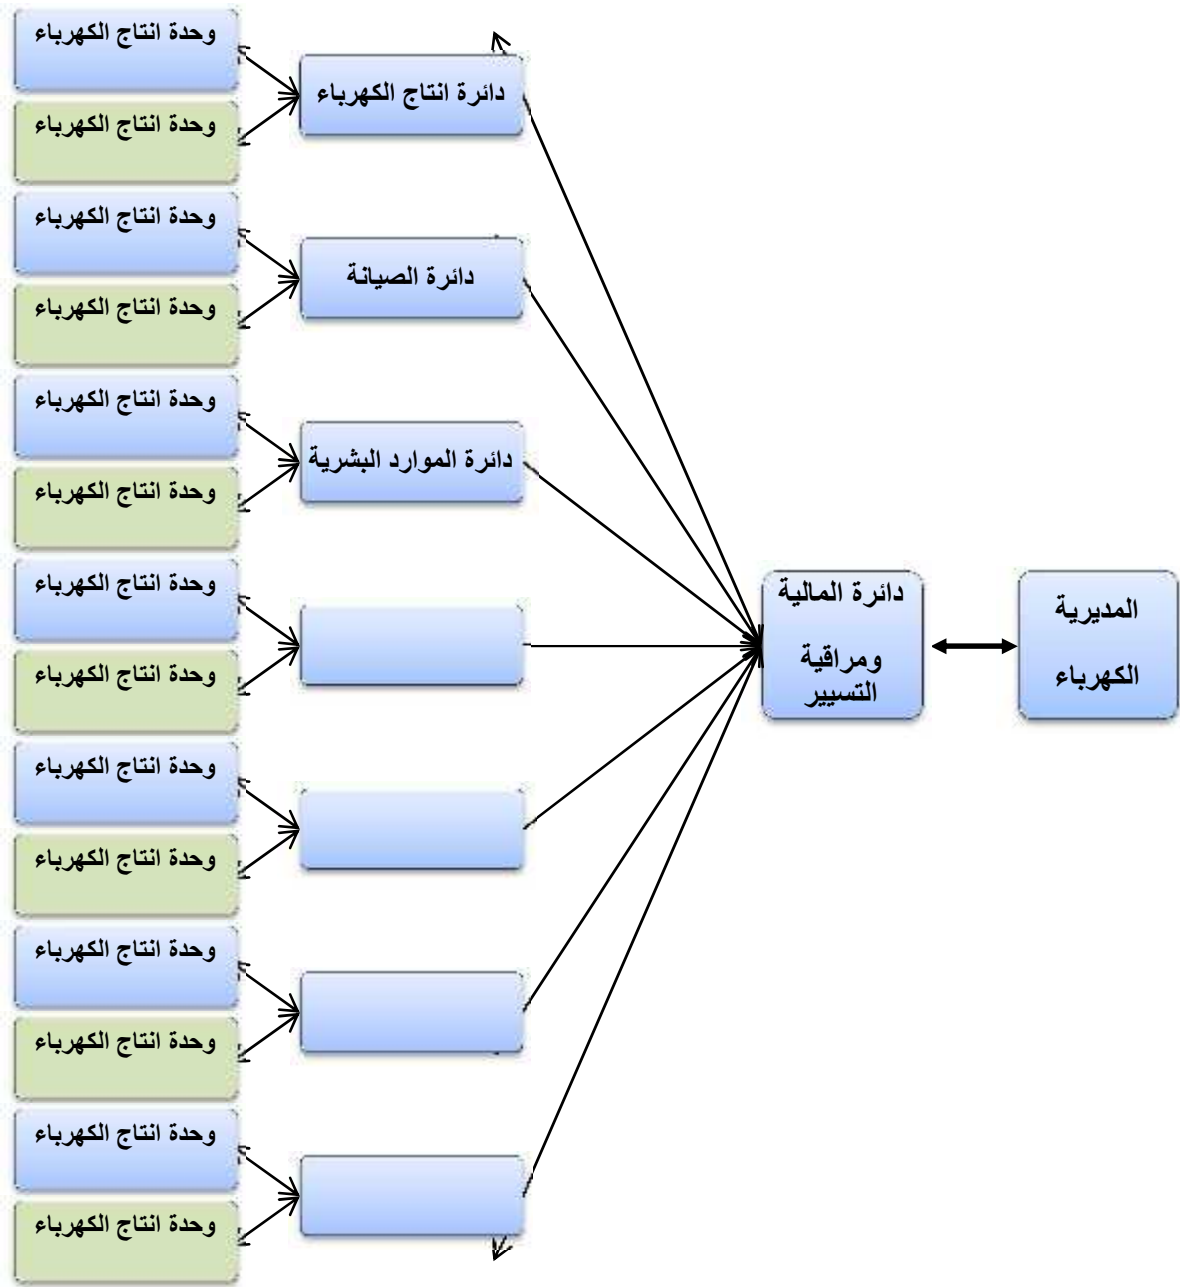 المديرية
الكهرباء
دائرة المالية
ومراقية
التسيير
دائرة انتاج الكهرباء
دائرة الصيانة
دائرة الموارد البشرية
وحدة انتاج الكهرباء
وحدة انتاج الكهرباء
وحدة انتاج الكهرباء
وحدة انتاج الكهرباء
وحدة انتاج الكهرباء
وحدة انتاج الكهرباء
وحدة انتاج الكهرباء
وحدة انتاج الكهرباء
وحدة انتاج الكهرباء
وحدة انتاج الكهرباء
وحدة انتاج الكهرباء
وحدة انتاج الكهرباء
وحدة انتاج الكهرباء
وحدة انتاج الكهرباء